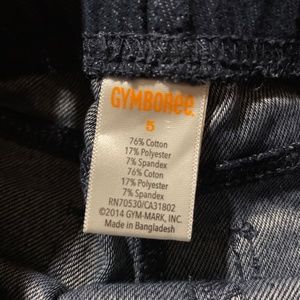 GYMBOREE
5
76% Cotton
17% Polyester
7% Spandex
76% Coton
17% Polyester
7% Spandex
RN70530/CA31802
©2014 GYM-MARK, INC.
Made in Bangladesh